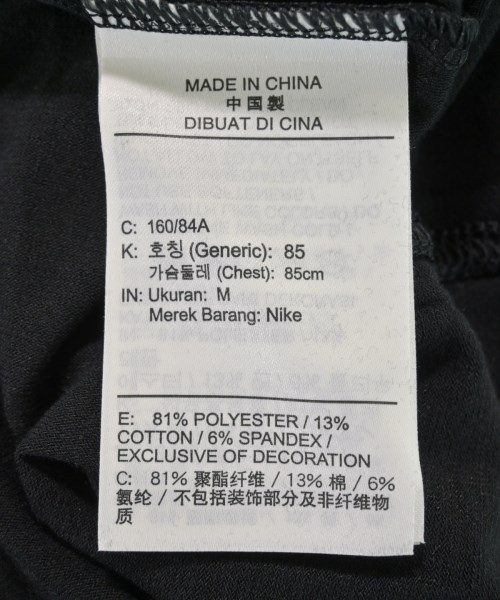 MADE IN CHINA
中国製
DIBUAT DI CINA
C: 160/84A
K: 호칭 (Generic): 85
가슴둘레 (Chest): 85cm
IN: Ukuran: M
Merek Barang: Nike
E: 81% POLYESTER / 13%
COTTON / 6% SPANDEX /
EXCLUSIVE OF DECORATION
C: 81% 聚酯纤维 / 13% 棉 / 6%
氨纶 / 不包括装饰部分及非纤维物
质